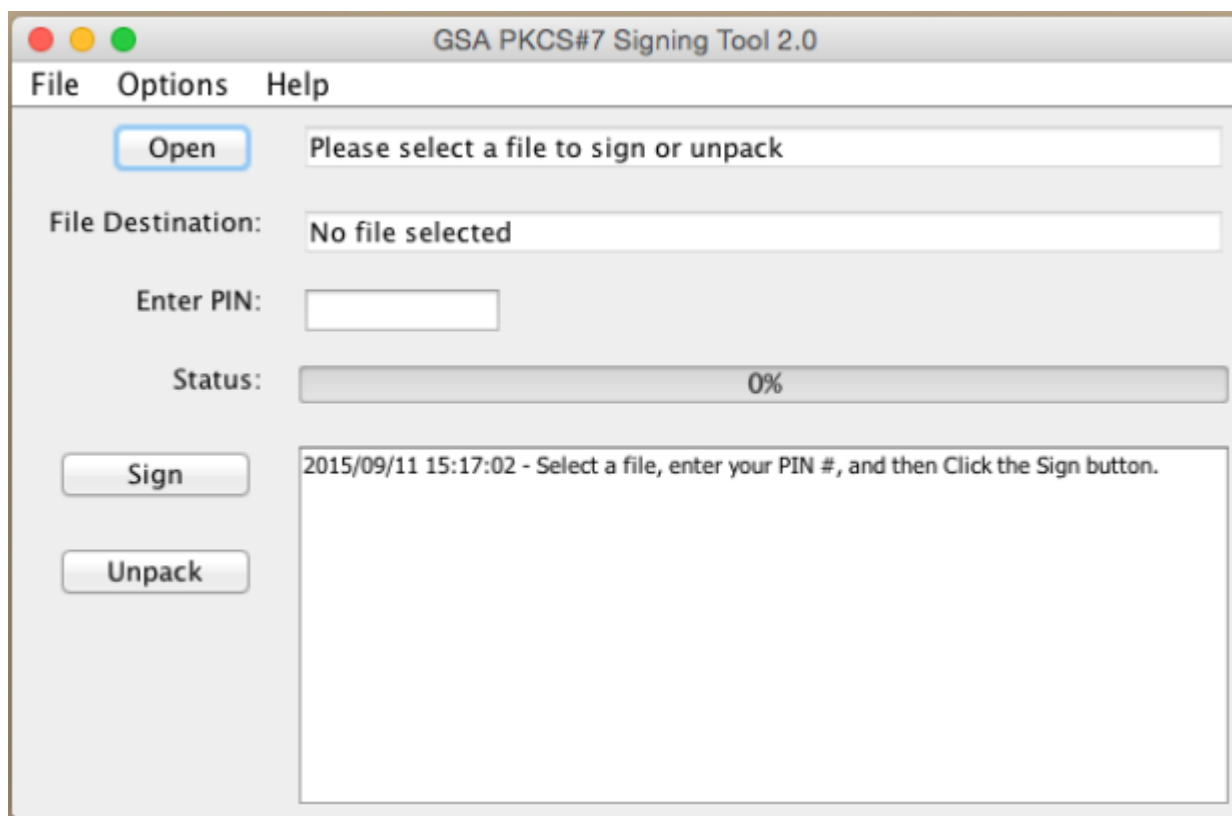 GSA PKCS#7 Signing Tool 2.0
File Options Help
Open Please select a file to sign or unpack
File Destination: No file selected
Enter PIN:
Status: 0%
Sign 2015/09/11 15:17:02 - Select a file, enter your PIN #, and then Click the Sign button.
Unpack